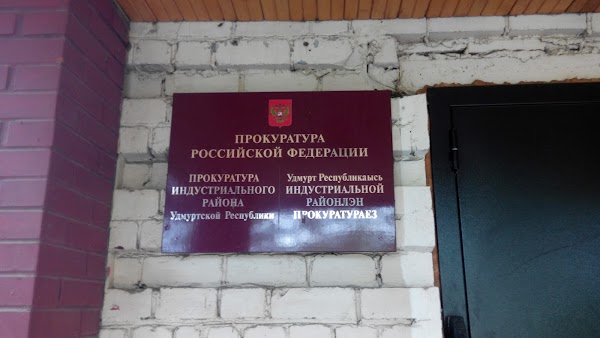 ПРОКУРАТУРА
РОССИЙСКОЙ ФЕДЕРАЦИИ
ПРОКУРАТУРА
ИНДУСТРИАЛЬНОГО
РАЙОНА
Удмуртской Республики
Удмурт Республикаысь
ИНДУСТРИАЛЬНОЙ
РАЙОНЛЭН
ПРОКУРАТУРАЕЗ